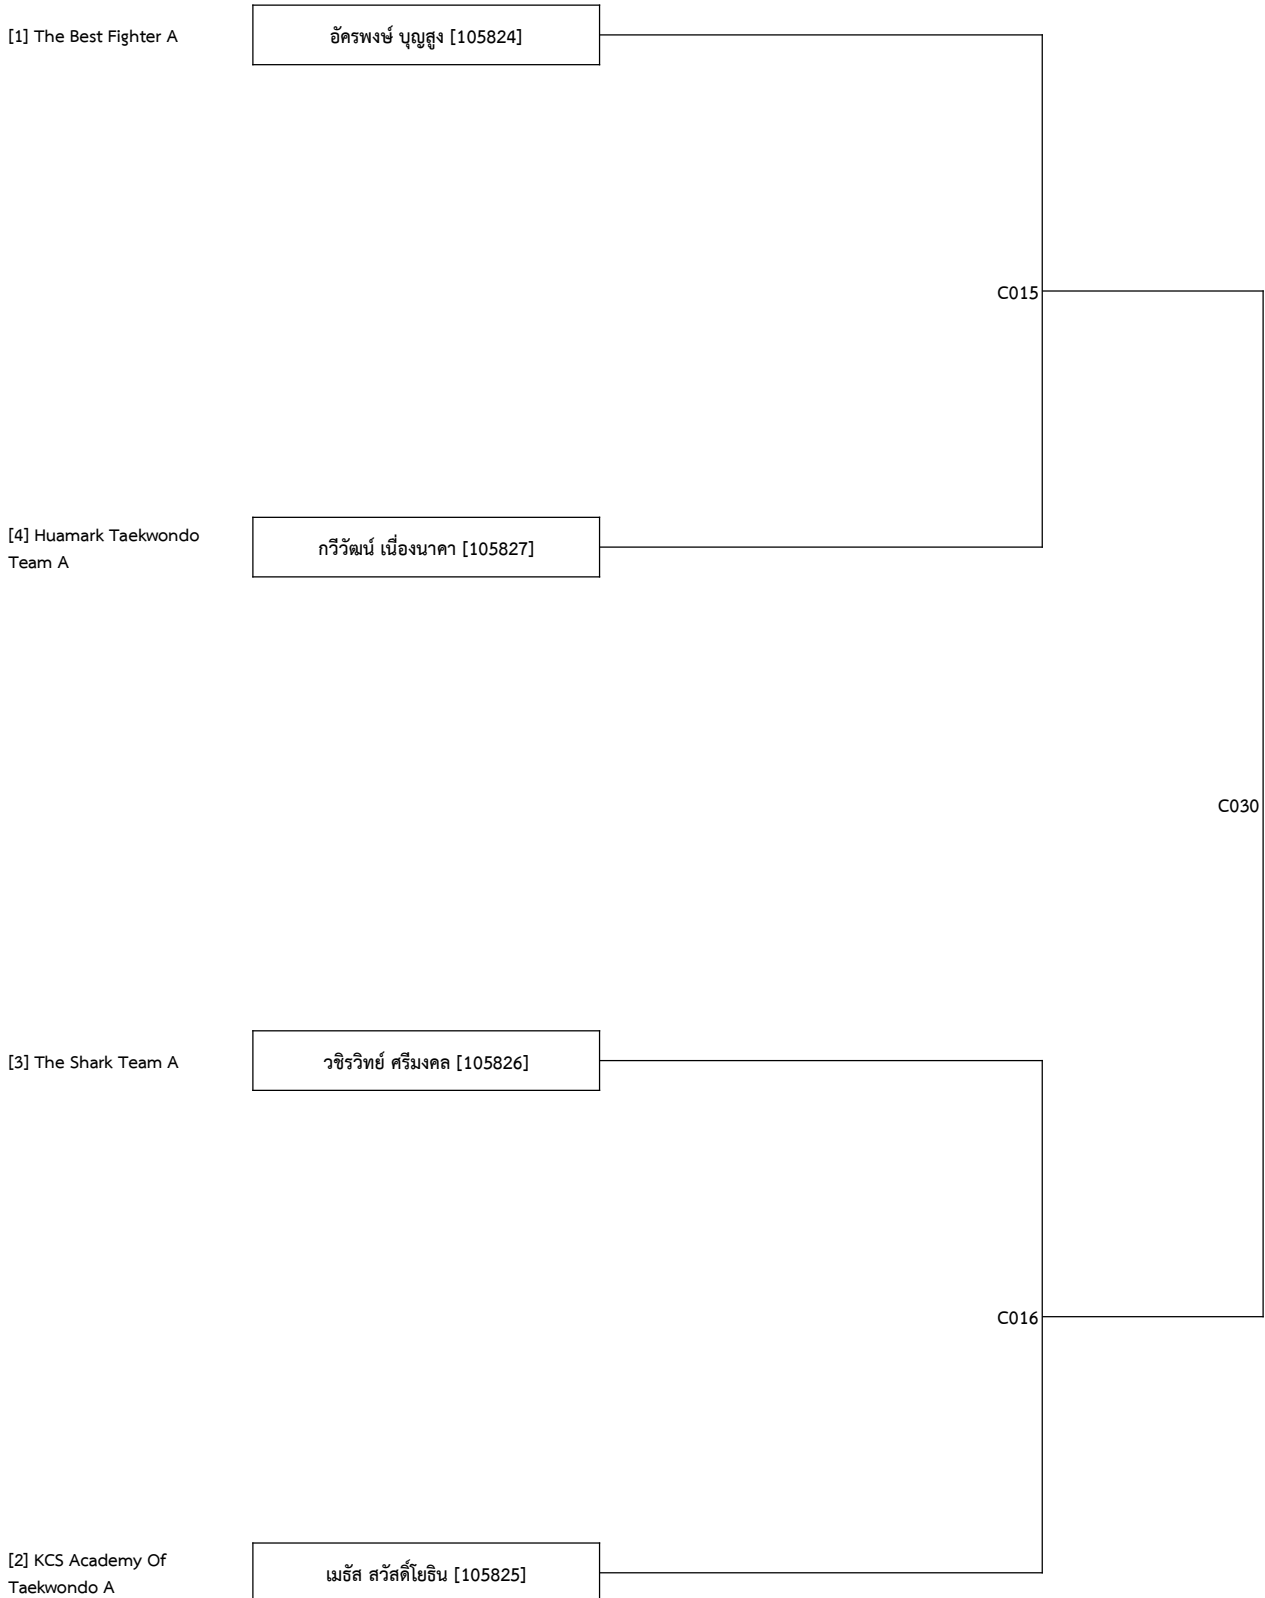 [1] The Best Fighter A
อัครพงษ์ บุญสูง [105824]
C015
[4] Huamark Taekwondo
Team A
กวีวัฒน์ เนื่องนาคา [105827]
C030
[3] The Shark Team A
วชิรวิทย์ ศรีมงคล [105826]
C016
[2] KCS Academy Of
Taekwondo A
เมธัส สวัสดิ์โยธิน [105825]